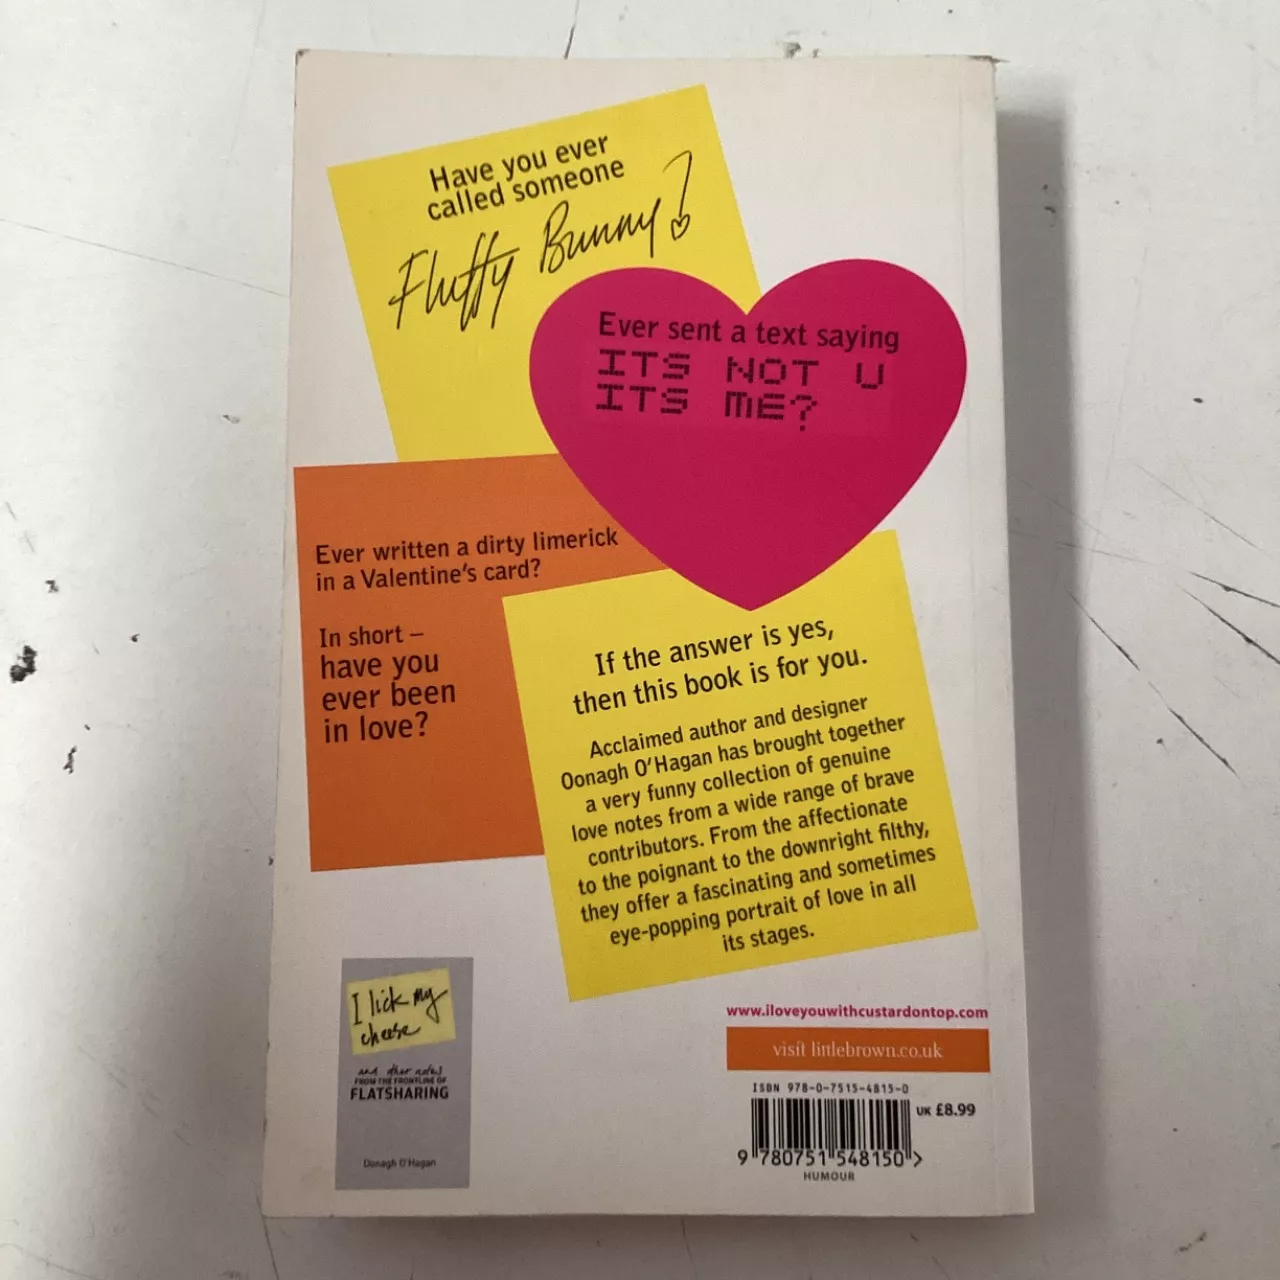 Have you ever
called someone
Fluffy Bunny?
Ever sent a text saying
ITS NOT U
ITS ME?
Ever written a dirty limerick
in a Valentine's card?
In short –
have you
ever been
in love?
If the answer is yes,
then this book is for you.
Acclaimed author and designer
Oonagh O'Hagan has brought together
a very funny collection of genuine
love notes from a wide range of brave
contributors. From the affectionate
to the poignant to the downright filthy,
they offer a fascinating and sometimes
eye-popping portrait of love in all
its stages.
I lick my
cheese
and other notes
FROM THE FRONTLINE OF
FLATSHARING
Oonagh O'Hagan
www.iloveyouwithcustardontop.com
visit littlebrown.co.uk
ISBN 978-0-7515-4815-0
UK £8.99
9 780751 548150 >
HUMOUR